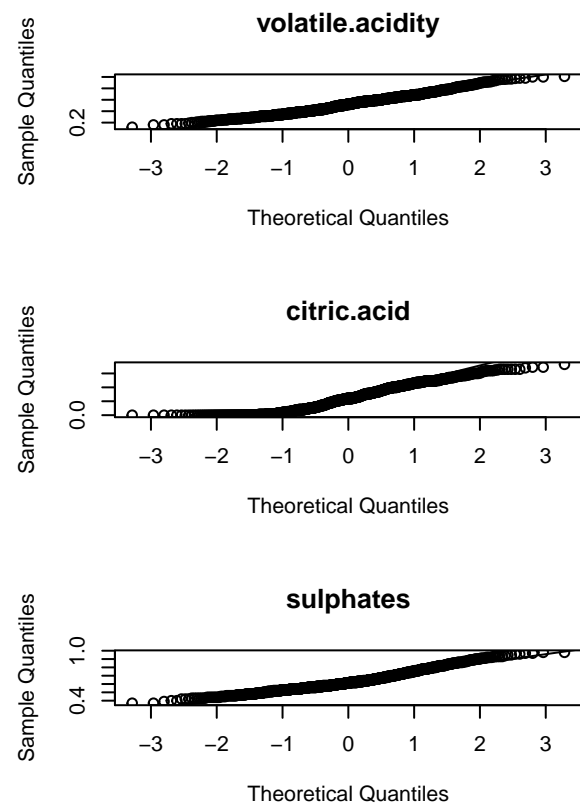 volatile.acidity
Sample Quantiles
0.2
−3 −2 −1 0 1 2 3
Theoretical Quantiles
citric.acid
Sample Quantiles
0.0
−3 −2 −1 0 1 2 3
Theoretical Quantiles
sulphates
Sample Quantiles
0.4 1.0
−3 −2 −1 0 1 2 3
Theoretical Quantiles